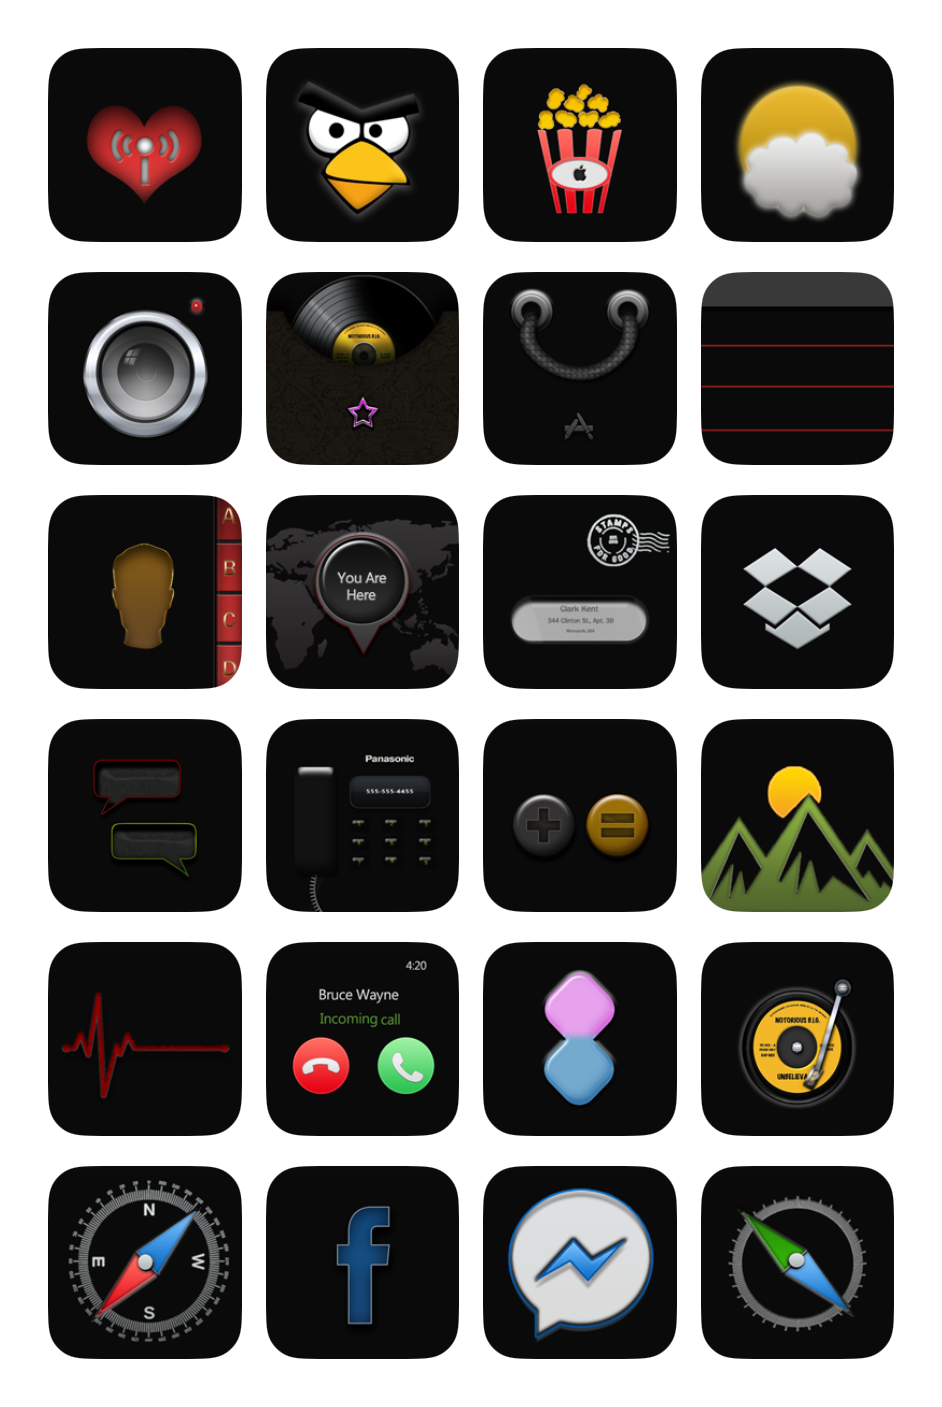 NOTORIOUS B.I.G.
A
B
C
D
You Are
Here
STAMPS
FOR GOOD
Clark Kent
344 Clinton St., Apt. 3B
Panasonic
555-555-4455
4:20
Bruce Wayne
Incoming call
NOTORIOUS B.I.G.
N
E
W
S
f